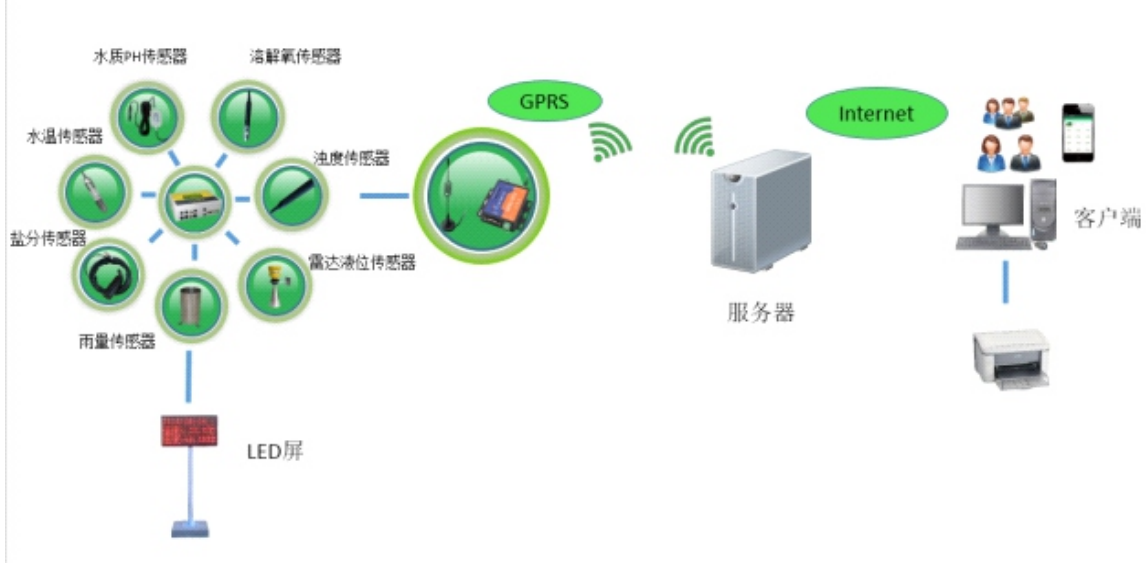 水质PH传感器
溶解氧传感器
GPRS
Internet
水温传感器
浊度传感器
客户端
盐分传感器
雷达液位传感器
服务器
雨量传感器
LED屏